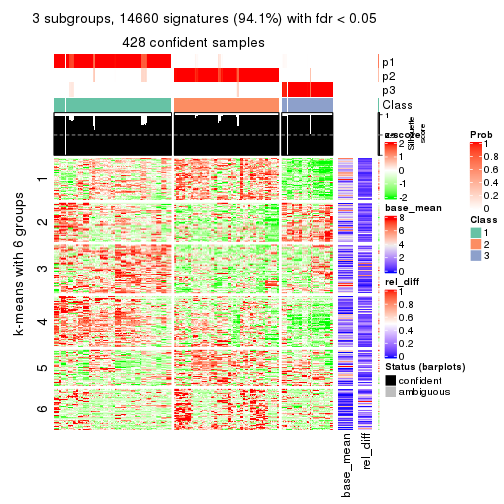 3 subgroups, 14660 signatures (94.1%) with fdr < 0.05
428 confident samples
p1
p2
p3
Class
1
Silhouette
score
z-score
2
1
0
-1
-2
base_mean
8
6
4
2
0
rel_diff
1
0.8
0.6
0.4
0.2
0
Status (barplots)
confident
ambiguous
Prob
1
0.8
0.6
0.4
0.2
0
Class
1
2
3
k-means with 6 groups
1
2
3
4
5
6
base_mean
rel_diff